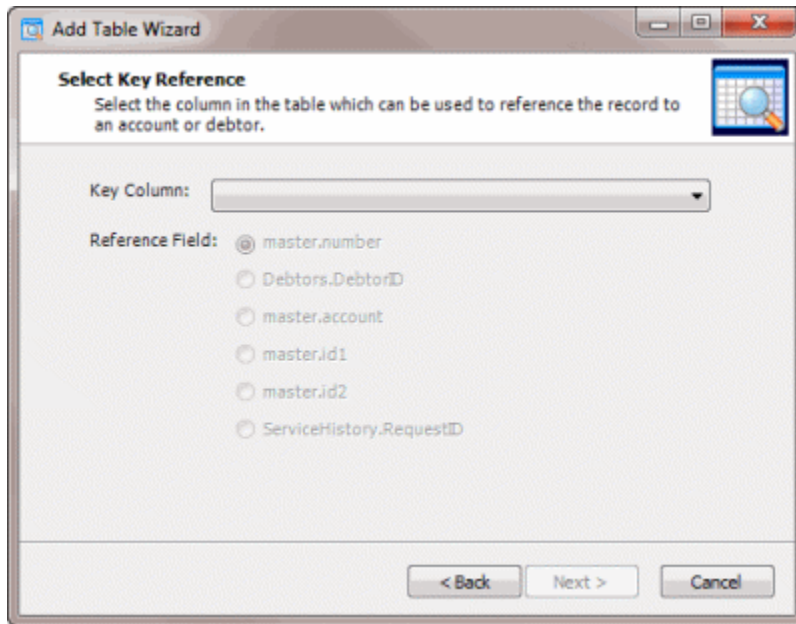 Add Table Wizard
Select Key Reference
Select the column in the table which can be used to reference the record to
an account or debtor.
Key Column:
Reference Field: master.number
Debtors.DebtorID
master.account
master.id1
master.id2
ServiceHistory.RequestID
< Back Next > Cancel